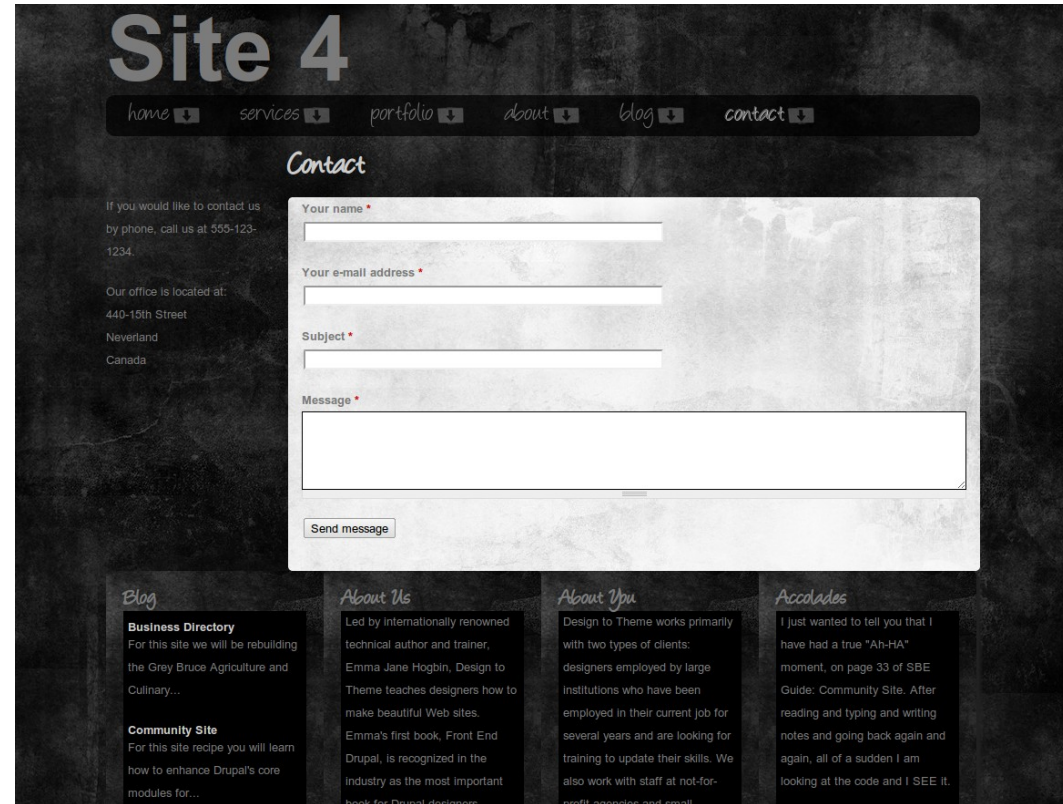 Site 4
home services portfolio about blog contact
Contact
If you would like to contact us
by phone, call us at 555-123-
1234.
Our office is located at:
440-15th Street
Neverland
Canada
Your name *
Your e-mail address *
Subject *
Message *
Send message
Blog
Business Directory
For this site we will be rebuilding
the Grey Bruce Agriculture and
Culinary...
Community Site
For this site recipe you will learn
how to enhance Drupal's core
modules for...
About Us
Led by internationally renowned
technical author and trainer,
Emma Jane Hogbin, Design to
Theme teaches designers how to
make beautiful Web sites.
Emma's first book, Front End
Drupal, is recognized in the
industry as the most important
book for Drupal designers
About You
Design to Theme works primarily
with two types of clients:
designers employed by large
institutions who have been
employed in their current job for
several years and are looking for
training to update their skills. We
also work with staff at not-for-
profit agencies and small
Accolades
I just wanted to tell you that I
have had a true "Ah-HA"
moment, on page 33 of SBE
Guide: Community Site. After
reading and typing and writing
notes and going back again and
again, all of a sudden I am
looking at the code and I SEE it.